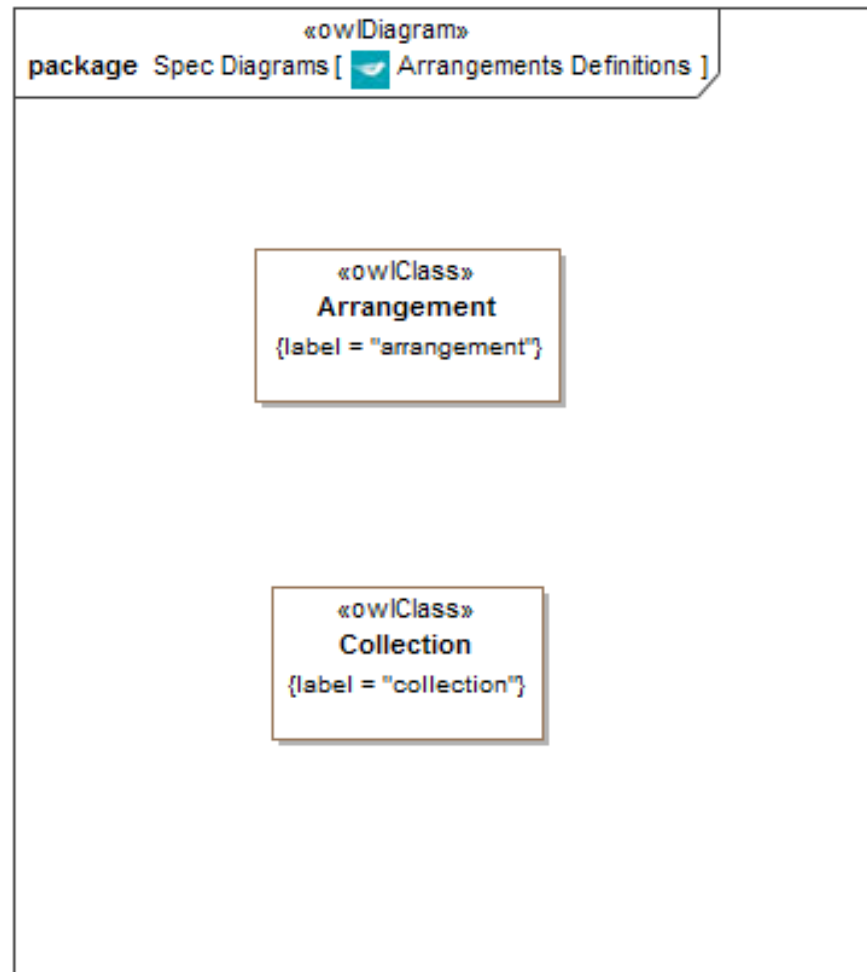 «owlDiagram»
package Spec Diagrams [ Arrangements Definitions ]
«owlClass»
Arrangement
{label = "arrangement"}
«owlClass»
Collection
{label = "collection"}